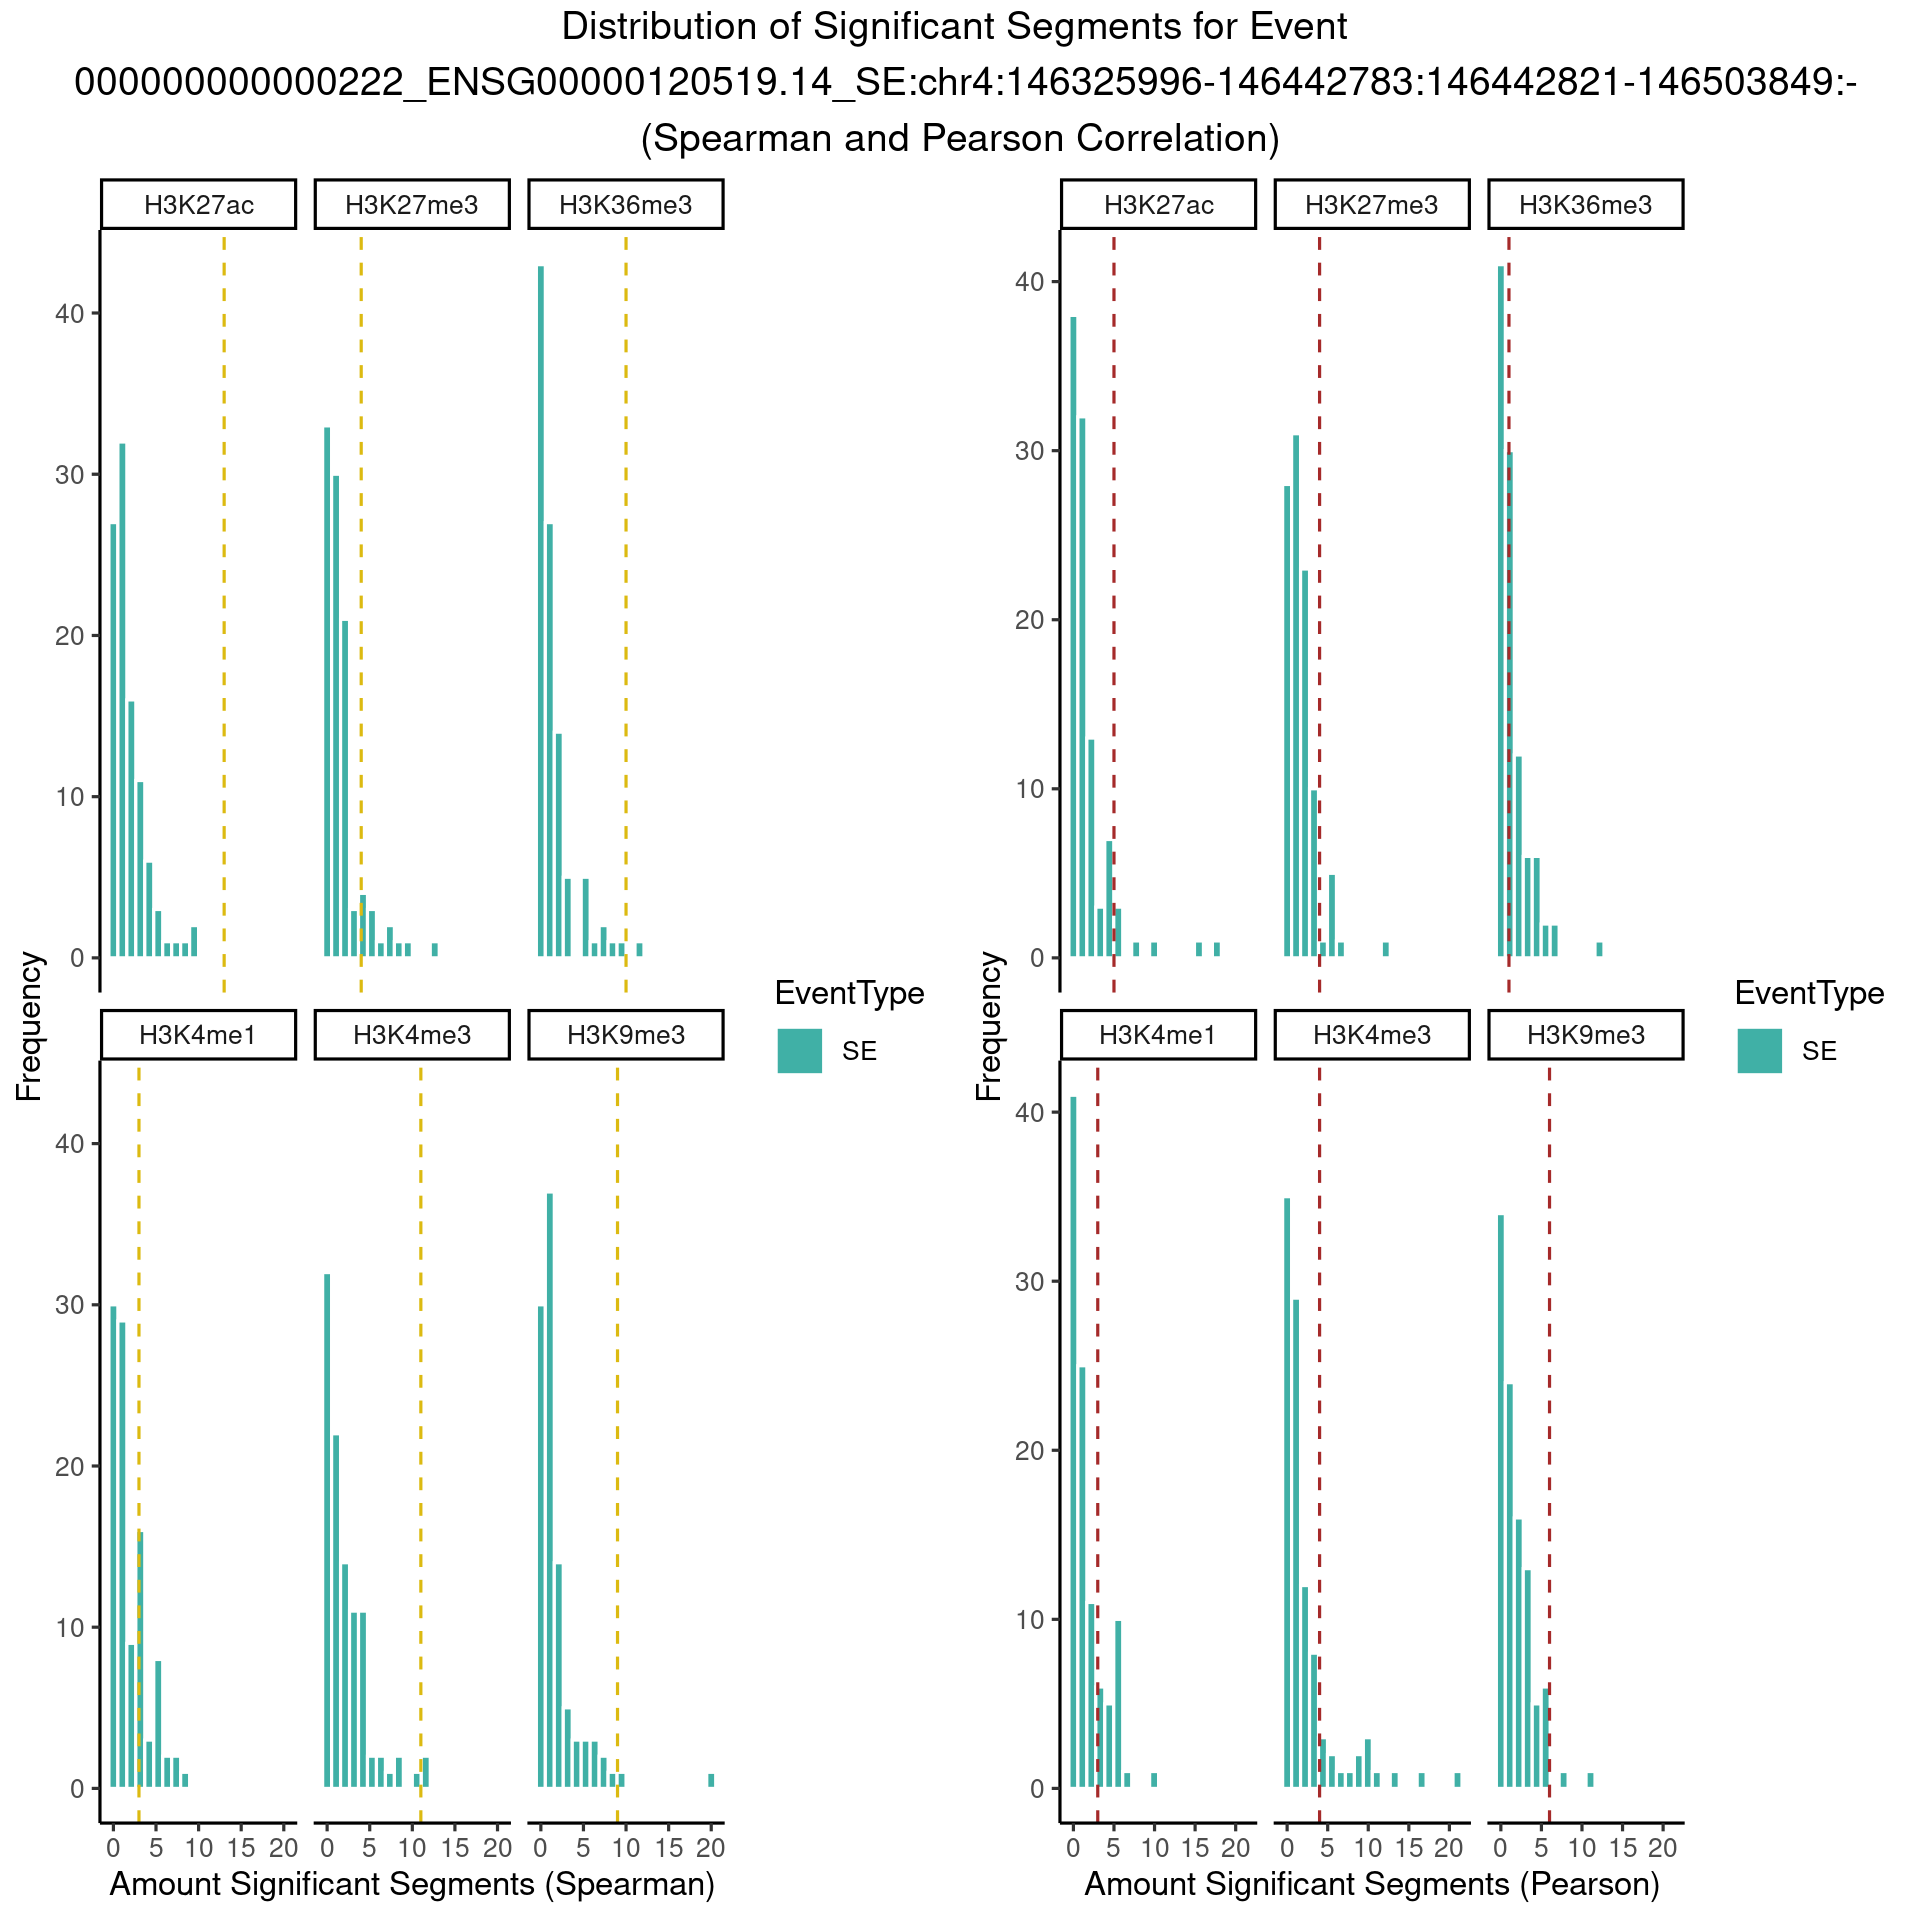 Distribution of Significant Segments for Event
000000000000222_ENSG00000120519.14_SE:chr4:146325996-146442783:146442821-146503849:-
(Spearman and Pearson Correlation)
H3K27ac H3K27me3 H3K36me3
40
30
20
10
0
H3K4me1 H3K4me3 H3K9me3
40
30
20
10
0
0 5 10 15 20 0 5 10 15 20 0 5 10 15 20
Frequency
Amount Significant Segments (Spearman)
EventType
SE
H3K27ac H3K27me3 H3K36me3
40
30
20
10
0
H3K4me1 H3K4me3 H3K9me3
40
30
20
10
0
0 5 10 15 20 0 5 10 15 20 0 5 10 15 20
Frequency
Amount Significant Segments (Pearson)
EventType
SE